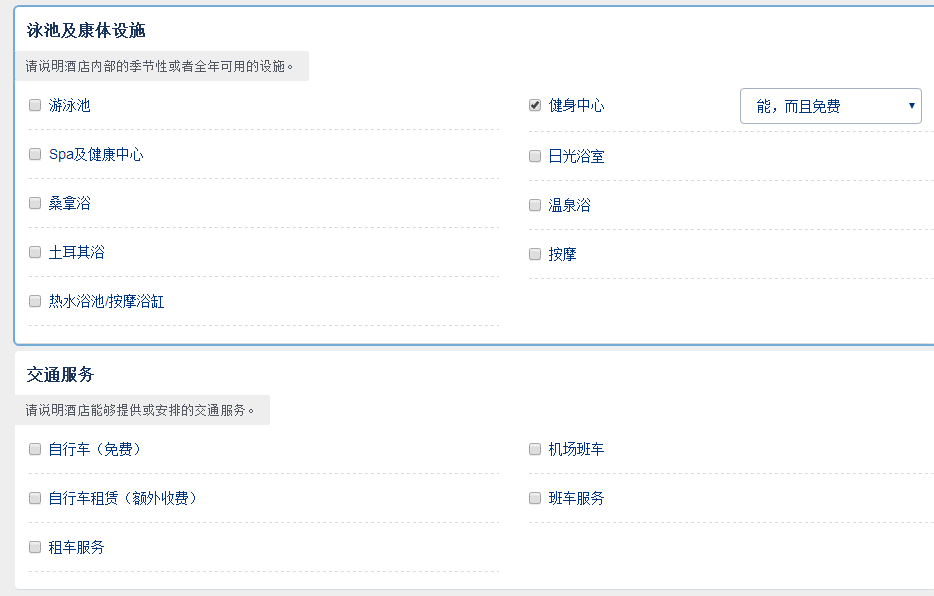 泳池及康体设施
请说明酒店内部的季节性或者全年可用的设施。
游泳池
健身中心
能，而且免费
Spa及健康中心
日光浴室
桑拿浴
温泉浴
土耳其浴
按摩
热水浴池/按摩浴缸
交通服务
请说明酒店能够提供或安排的交通服务。
自行车（免费）
机场班车
自行车租赁（额外收费）
班车服务
租车服务